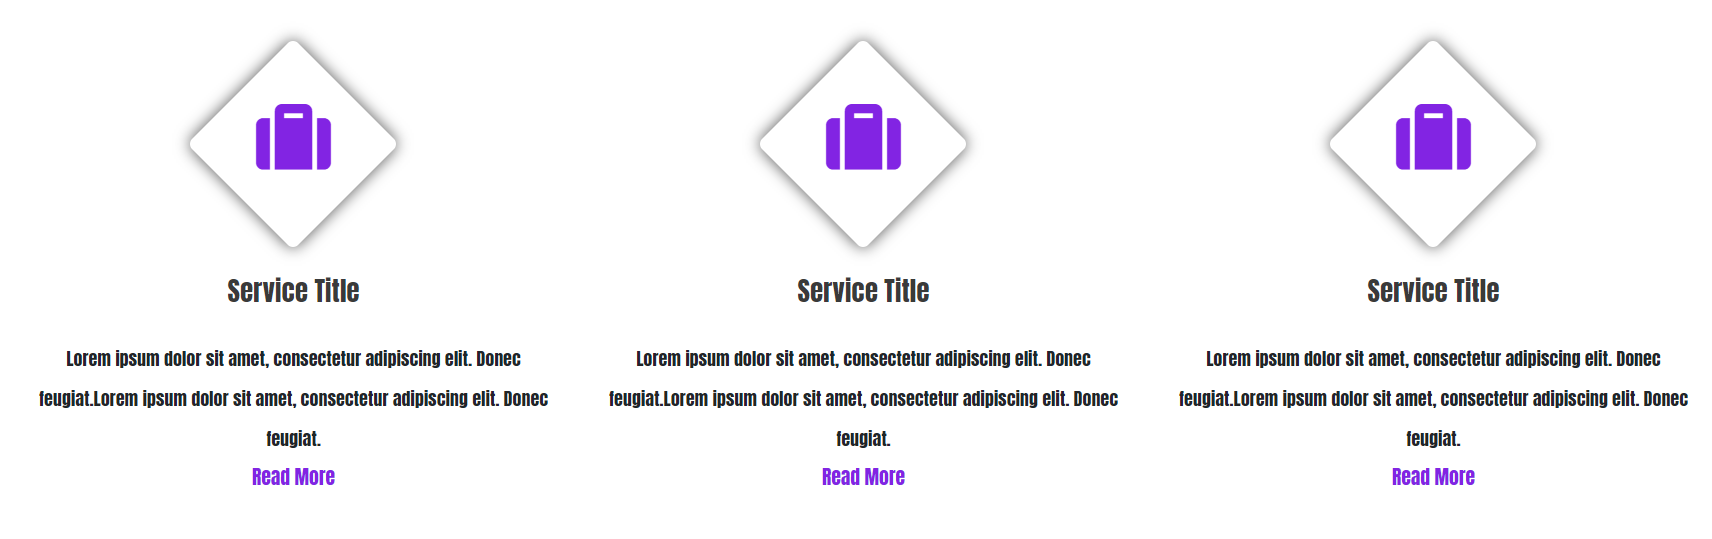 Service Title
Lorem ipsum dolor sit amet, consectetur adipiscing elit. Donec
feugiat.Lorem ipsum dolor sit amet, consectetur adipiscing elit. Donec
feugiat.
Read More
Service Title
Lorem ipsum dolor sit amet, consectetur adipiscing elit. Donec
feugiat.Lorem ipsum dolor sit amet, consectetur adipiscing elit. Donec
feugiat.
Read More
Service Title
Lorem ipsum dolor sit amet, consectetur adipiscing elit. Donec
feugiat.Lorem ipsum dolor sit amet, consectetur adipiscing elit. Donec
feugiat.
Read More